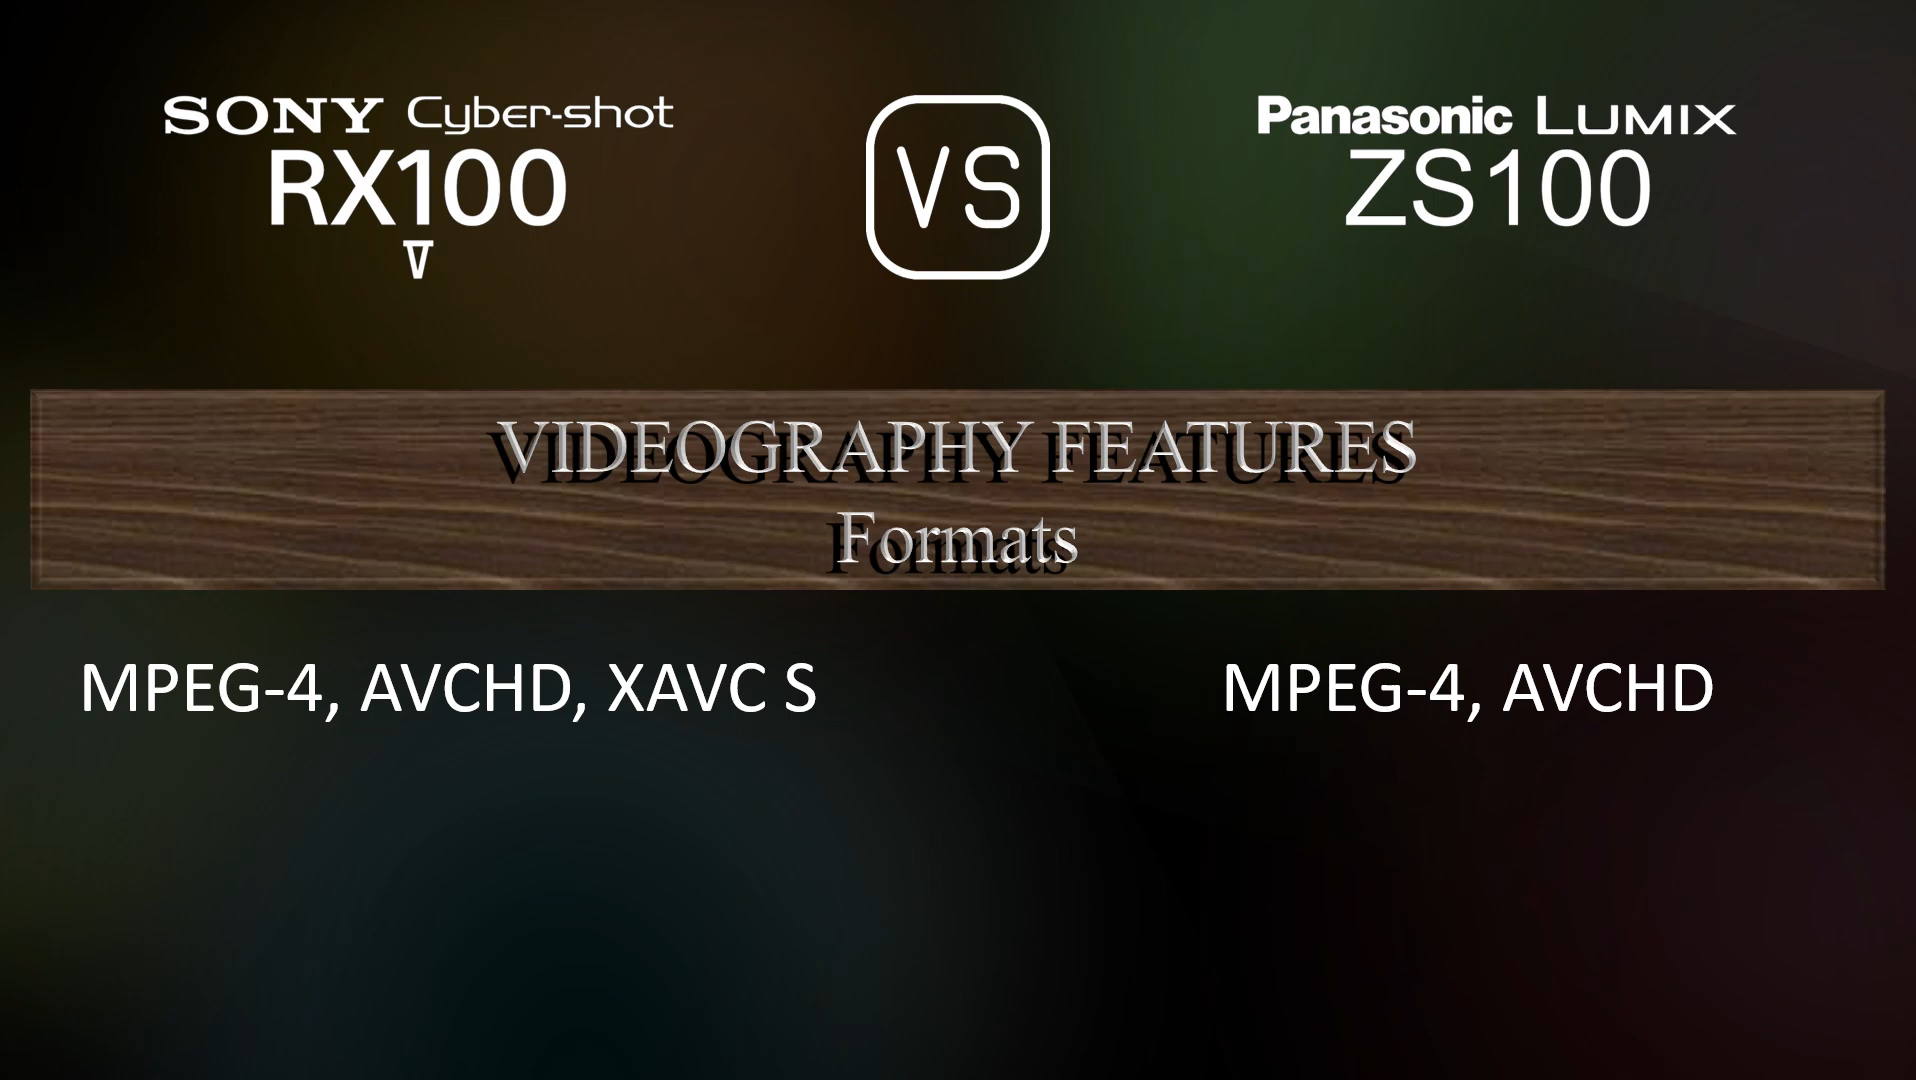 SONY Cyber-shot
RX100
V
VS
Panasonic LUMIX
ZS100
VIDEOGRAPHY FEATURES
Formats
MPEG-4, AVCHD, XAVC S
MPEG-4, AVCHD